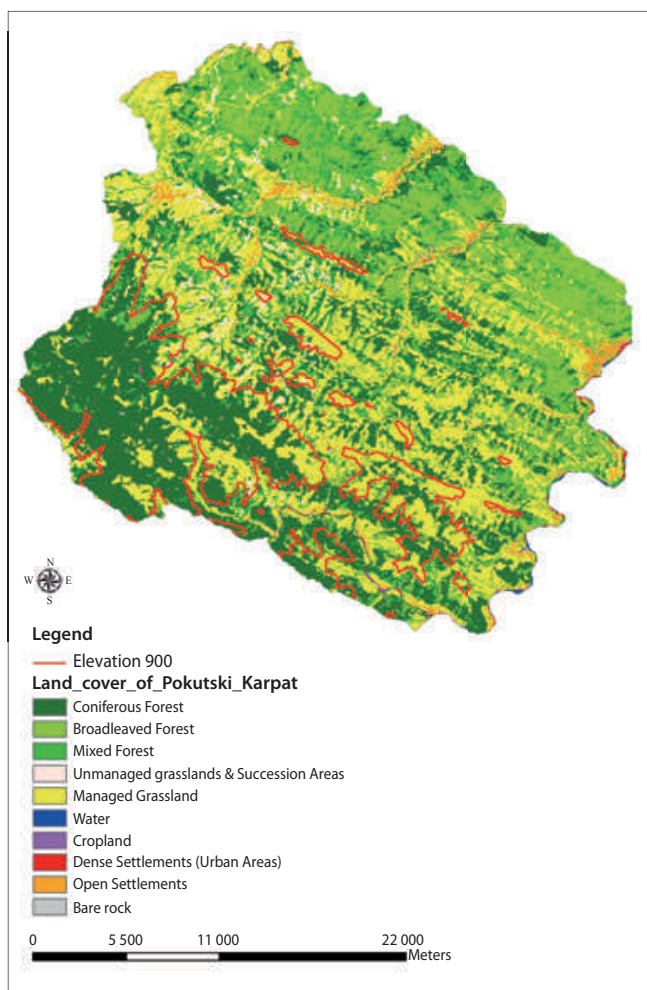 N
W E
S
Legend
Elevation 900
Land_cover_of_Pokutski_Karpat
Coniferous Forest
Broadleaved Forest
Mixed Forest
Unmanaged grasslands & Succession Areas
Managed Grassland
Water
Cropland
Dense Settlements (Urban Areas)
Open Settlements
Bare rock
0 5 500 11 000 22 000
Meters